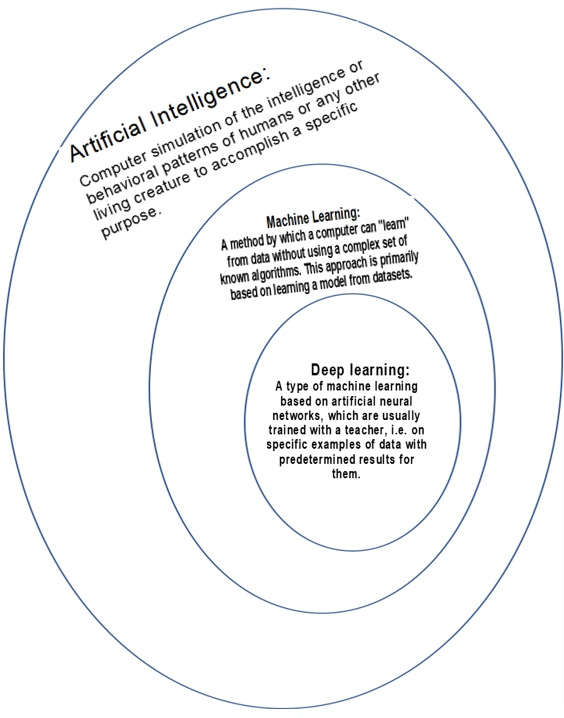 Artificial Intelligence:
Computer simulation of the intelligence or
behavioral patterns of humans or any other
living creature to accomplish a specific
purpose.
Machine Learning:
A method by which a computer can "learn"
from data without using a complex set of
known algorithms. This approach is primarily
based on learning a model from datasets.
Deep learning:
A type of machine learning
based on artificial neural
networks, which are usually
trained with a teacher, i.e. on
specific examples of data with
predetermined results for
them.